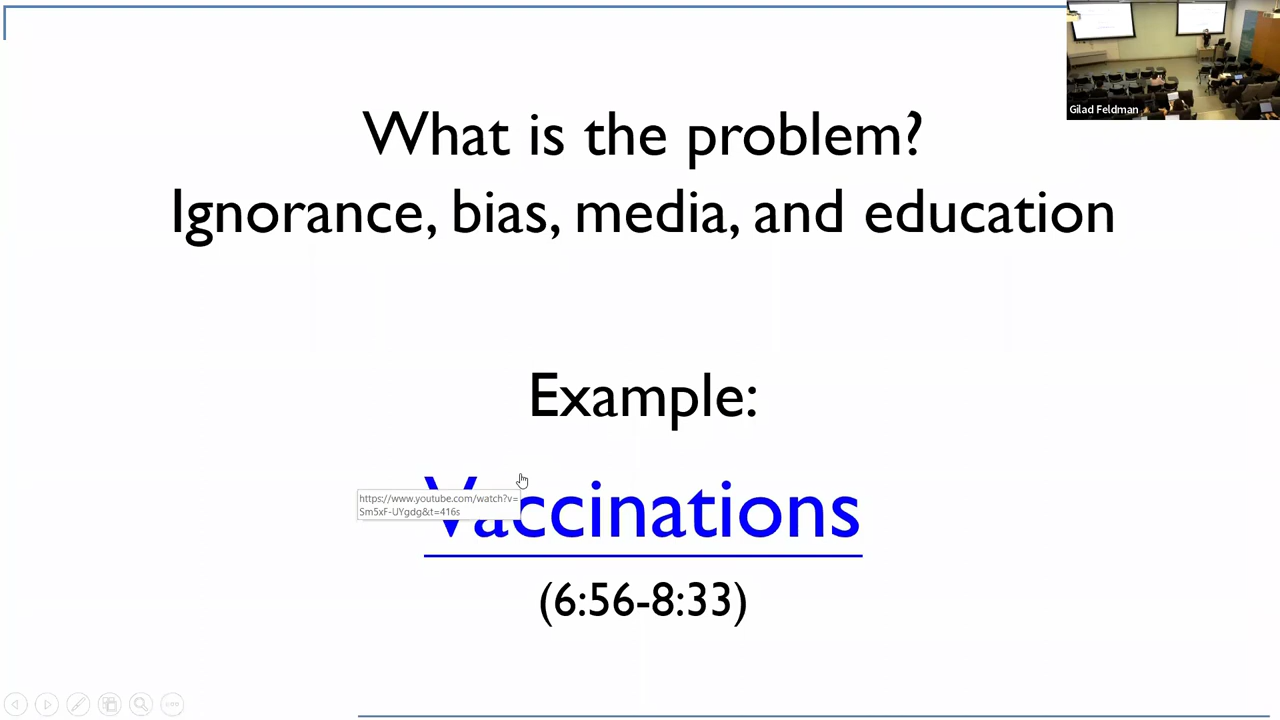 Gilad Feldman
What is the problem?
Ignorance, bias, media, and education
Example:
Vaccinations
https://www.youtube.com/watch?v=
Sm5xF-UYgdg&t=416s
(6:56-8:33)